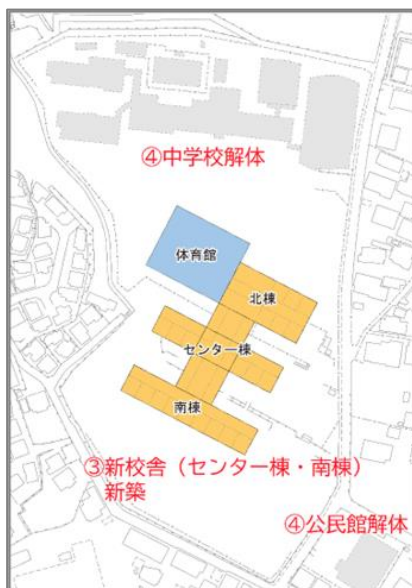 ④中学校解体
体育館
北棟
センター棟
南棟
③新校舎（センター棟・南棟）
新築
④公民館解体